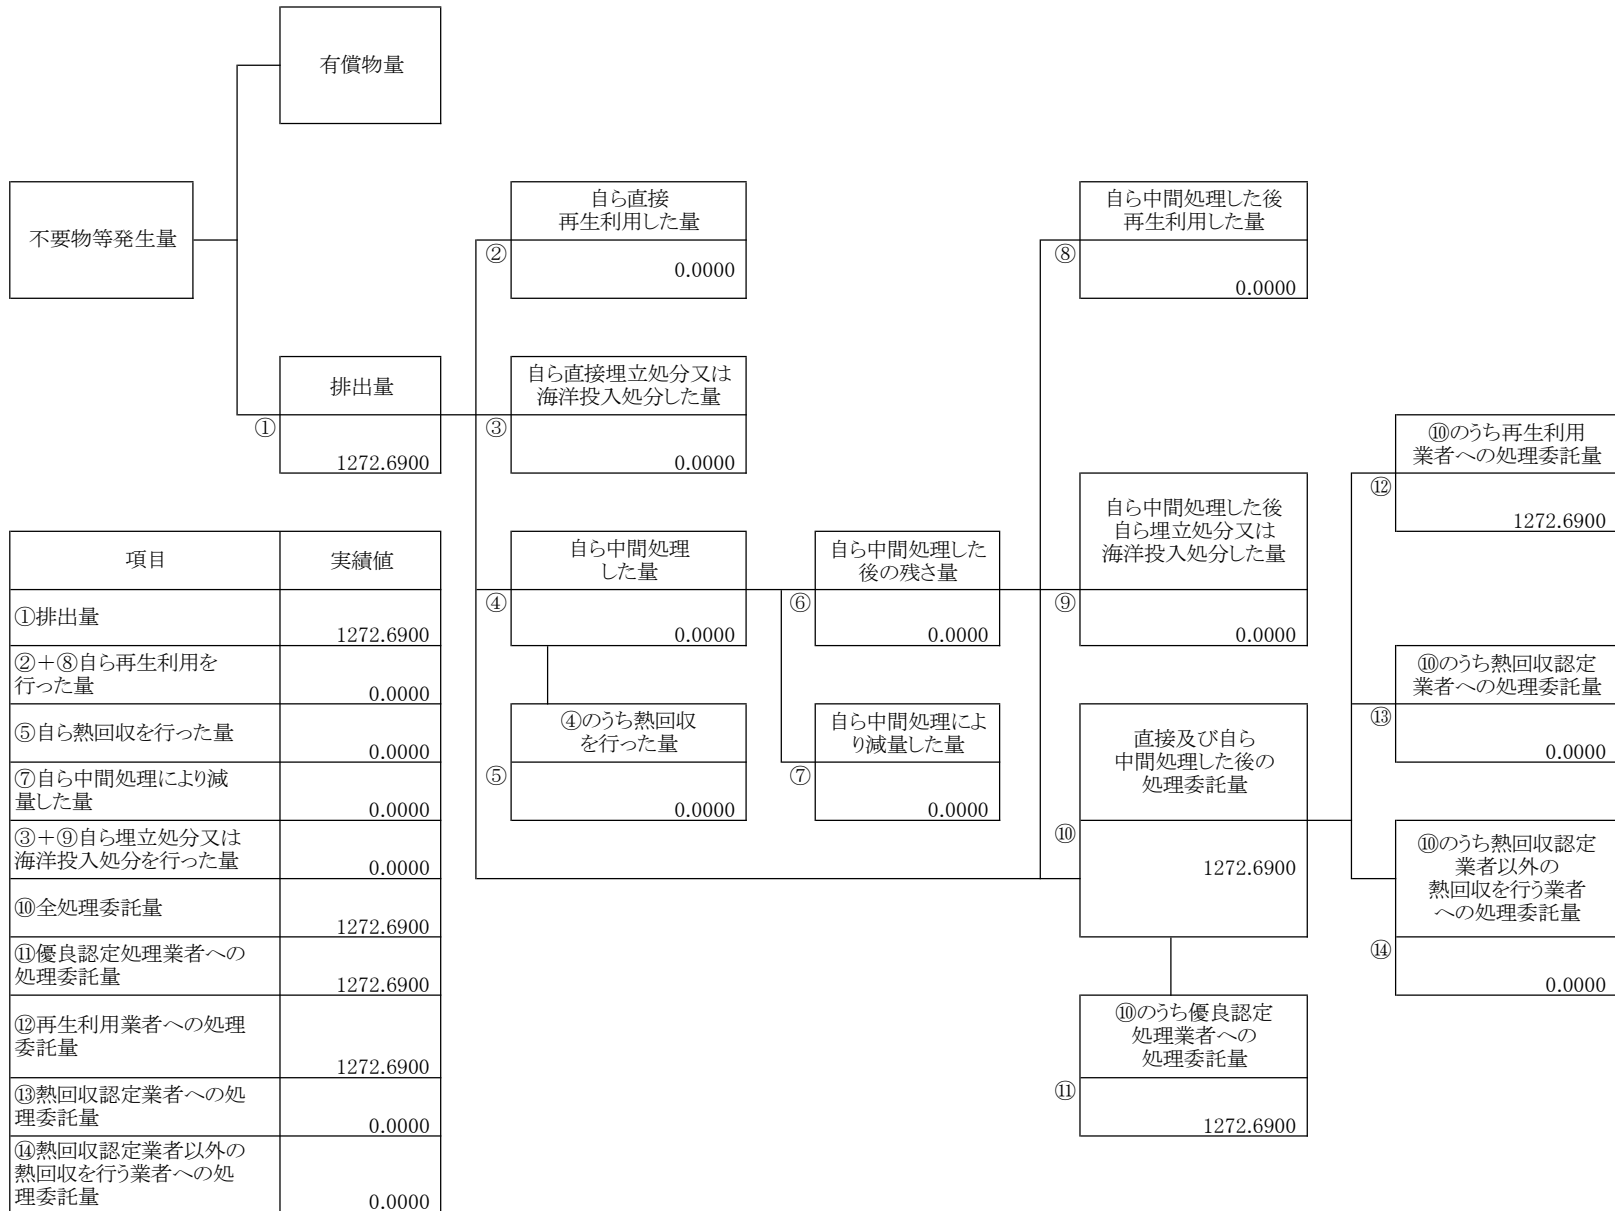 有償物量
不要物等発生量
自ら直接
再生利用した量
②
0.0000
自ら中間処理した後
再生利用した量
⑧
0.0000
排出量
①
1272.6900
自ら直接埋立処分又は
海洋投入処分した量
③
0.0000
⑩のうち再生利用
業者への処理委託量
⑫
1272.6900
自ら中間処理
した量
④
0.0000
自ら中間処理した
後の残さ量
⑥
0.0000
自ら中間処理した後
自ら埋立処分又は
海洋投入処分した量
⑨
0.0000
⑩のうち熱回収認定
業者への処理委託量
⑬
0.0000
④のうち熱回収
を行った量
⑤
0.0000
自ら中間処理によ
り減量した量
⑦
0.0000
直接及び自ら
中間処理した後の
処理委託量
⑩
1272.6900
⑩のうち熱回収認定
業者以外の
熱回収を行う業者
への処理委託量
⑭
0.0000
⑩のうち優良認定
処理業者への
処理委託量
⑪
1272.6900
項目 実績値
①排出量
1272.6900
②＋⑧自ら再生利用を
行った量
0.0000
⑤自ら熱回収を行った量
0.0000
⑦自ら中間処理により減
量した量
0.0000
③＋⑨自ら埋立処分又は
海洋投入処分を行った量
0.0000
⑩全処理委託量
1272.6900
⑪優良認定処理業者への
処理委託量
1272.6900
⑫再生利用業者への処理
委託量
1272.6900
⑬熱回収認定業者への処
理委託量
0.0000
⑭熱回収認定業者以外の
熱回収を行う業者への処
理委託量
0.0000